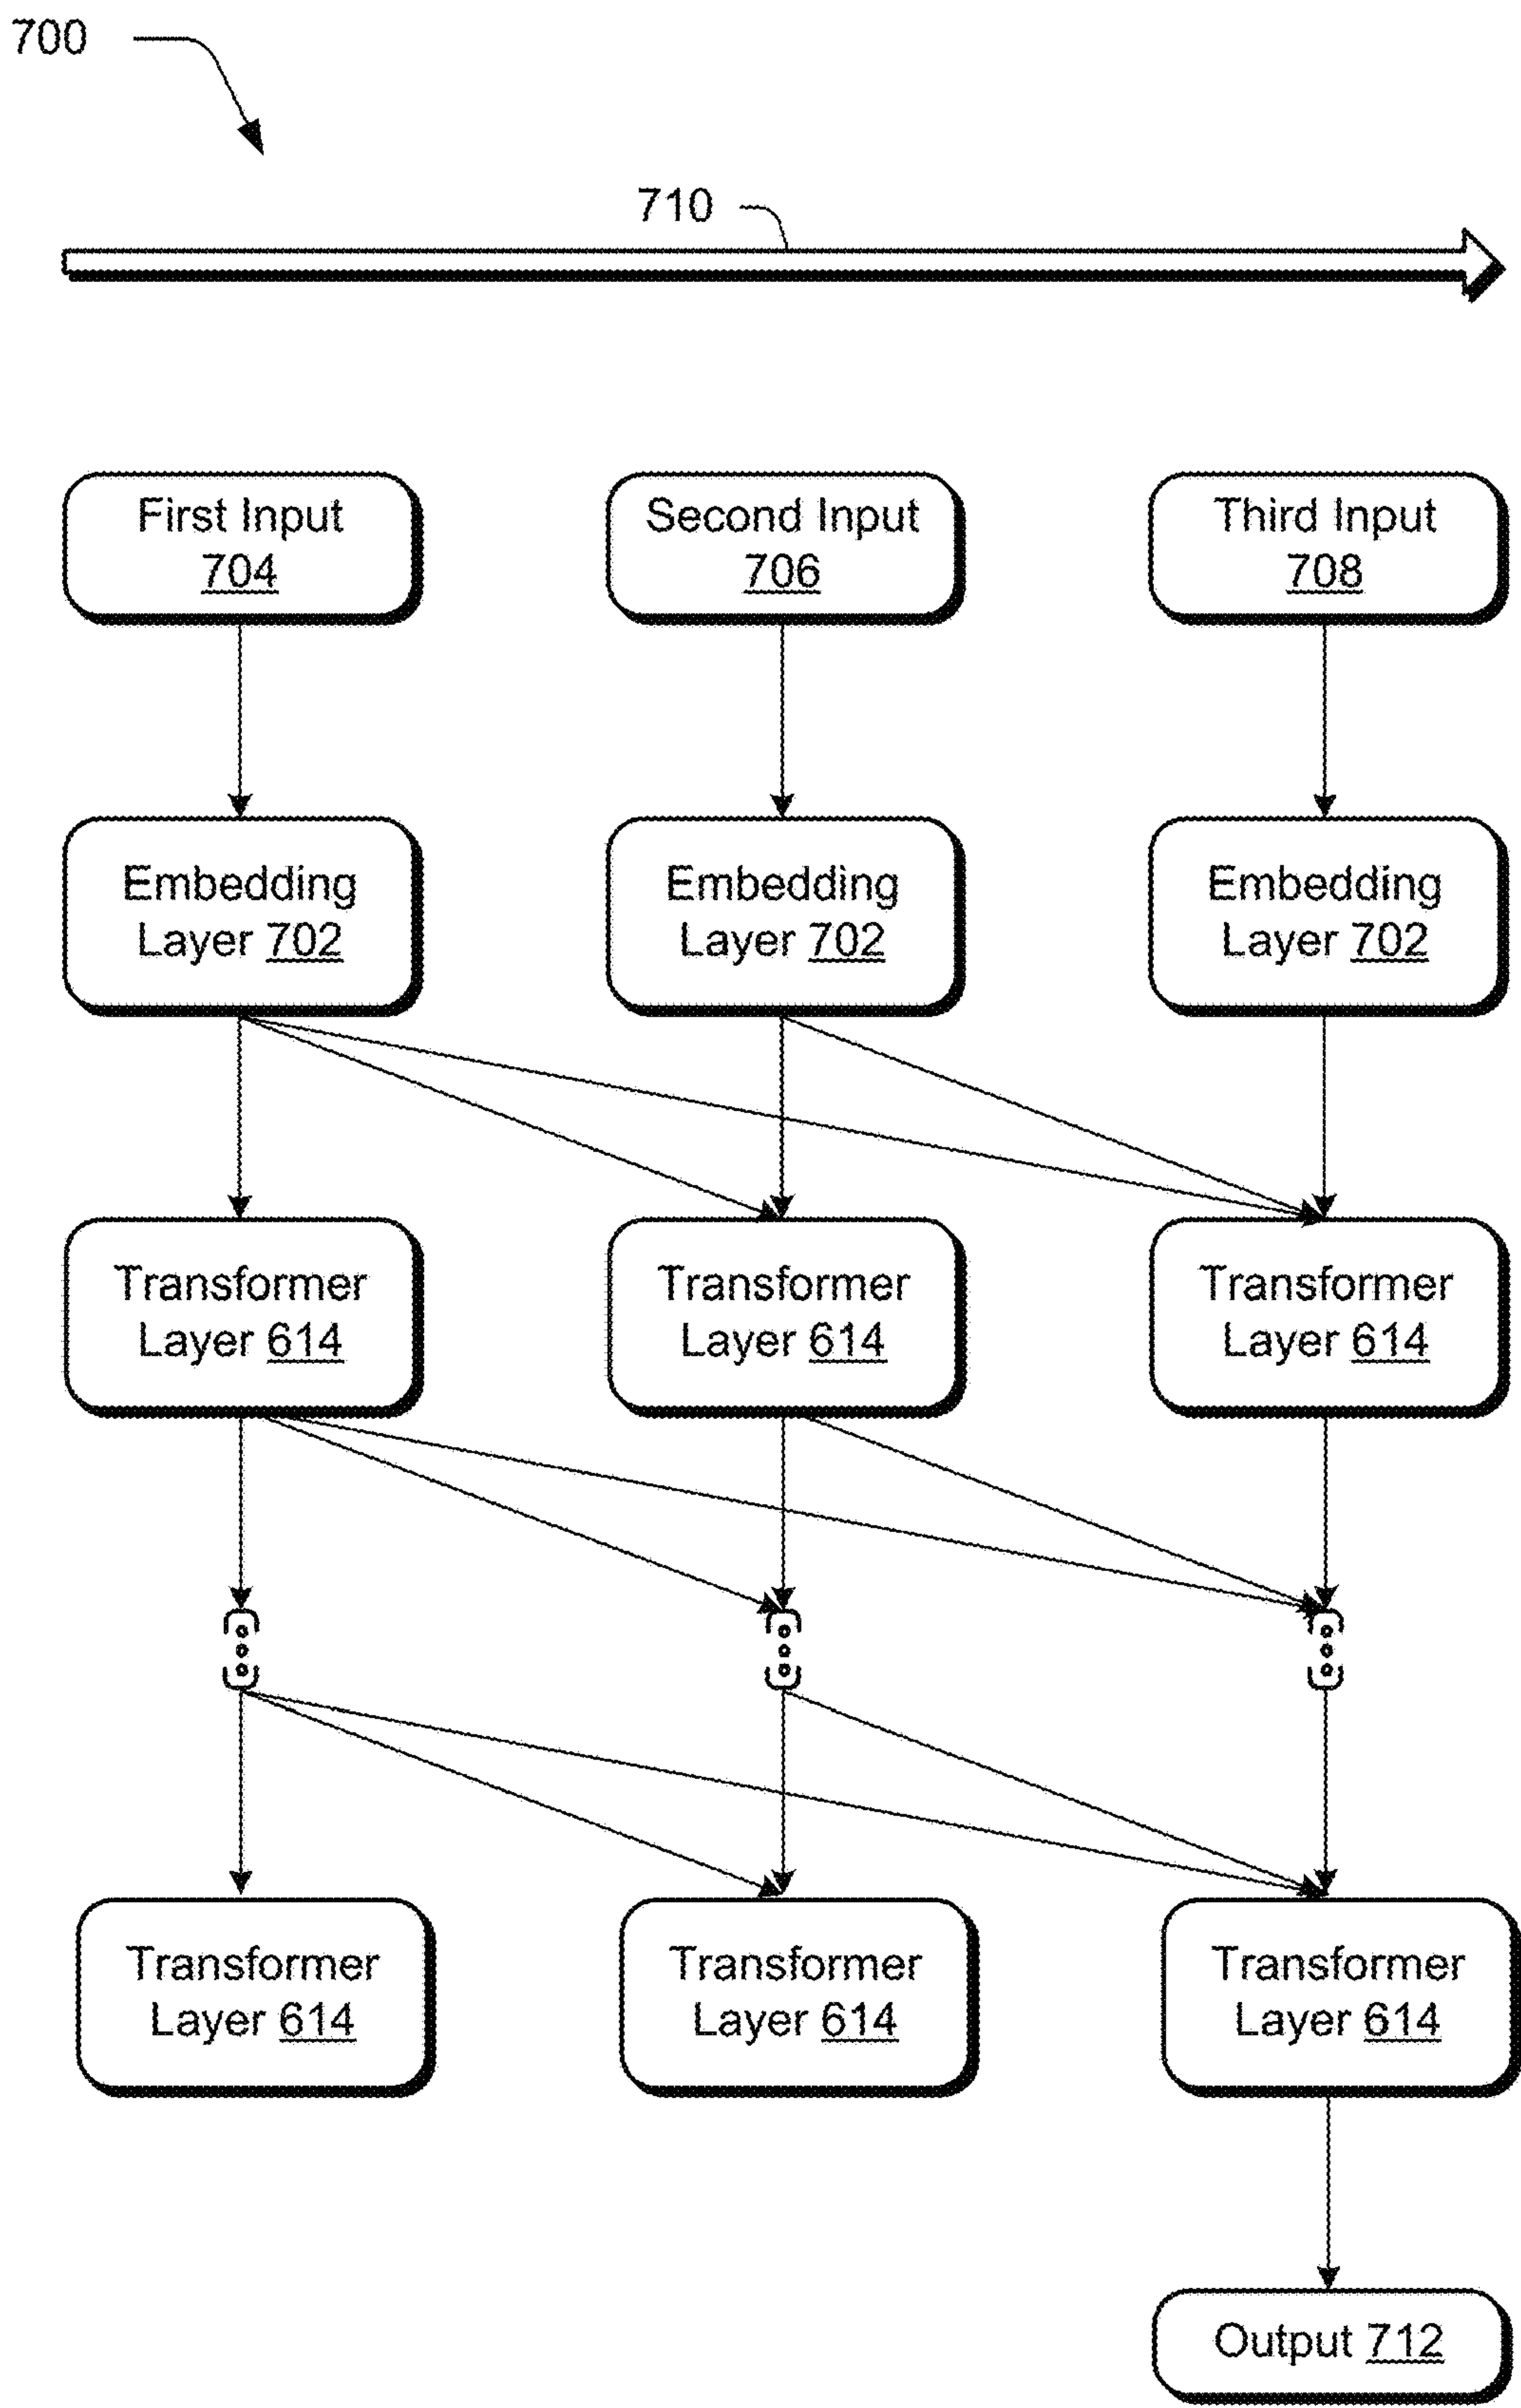 700
710
First Input
704
Second Input
706
Third Input
708
Embedding
Layer 702
Embedding
Layer 702
Embedding
Layer 702
Transformer
Layer 614
Transformer
Layer 614
Transformer
Layer 614
Transformer
Layer 614
Transformer
Layer 614
Transformer
Layer 614
Output 712